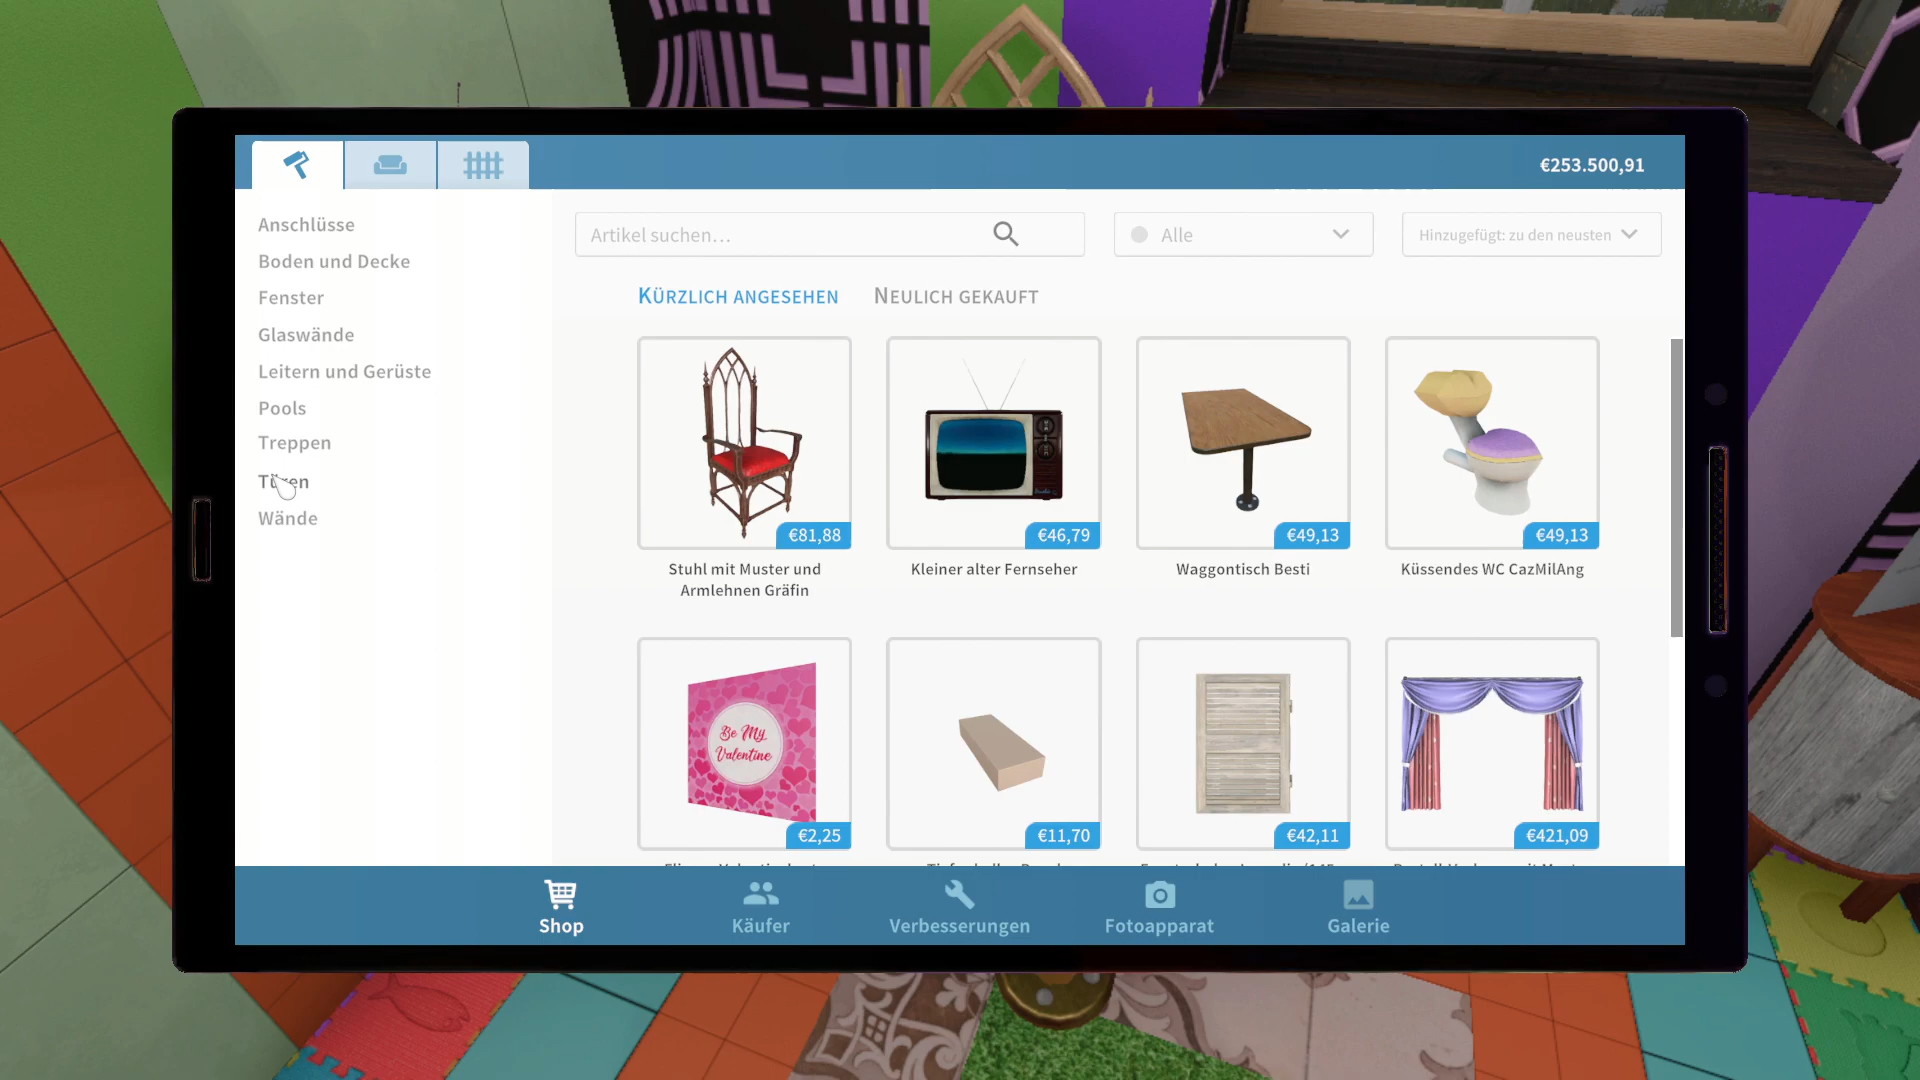 €253.500,91
Anschlüsse
Boden und Decke
Fenster
Glaswände
Leitern und Gerüste
Pools
Treppen
Türen
Wände
Artikel suchen...
Alle
Hinzugefügt: zu den neusten
KÜRZLICH ANGESEHEN
NEULICH GEKAUFT
€81,88
€46,79
€49,13
€49,13
Stuhl mit Muster und
Armlehnen Gräfin
Kleiner alter Fernseher
Waggontisch Besti
Küssendes WC CazMilAng
Be My
Valentine
€2,25
€11,70
€42,11
€421,09
Shop
Käufer
Verbesserungen
Fotoapparat
Galerie